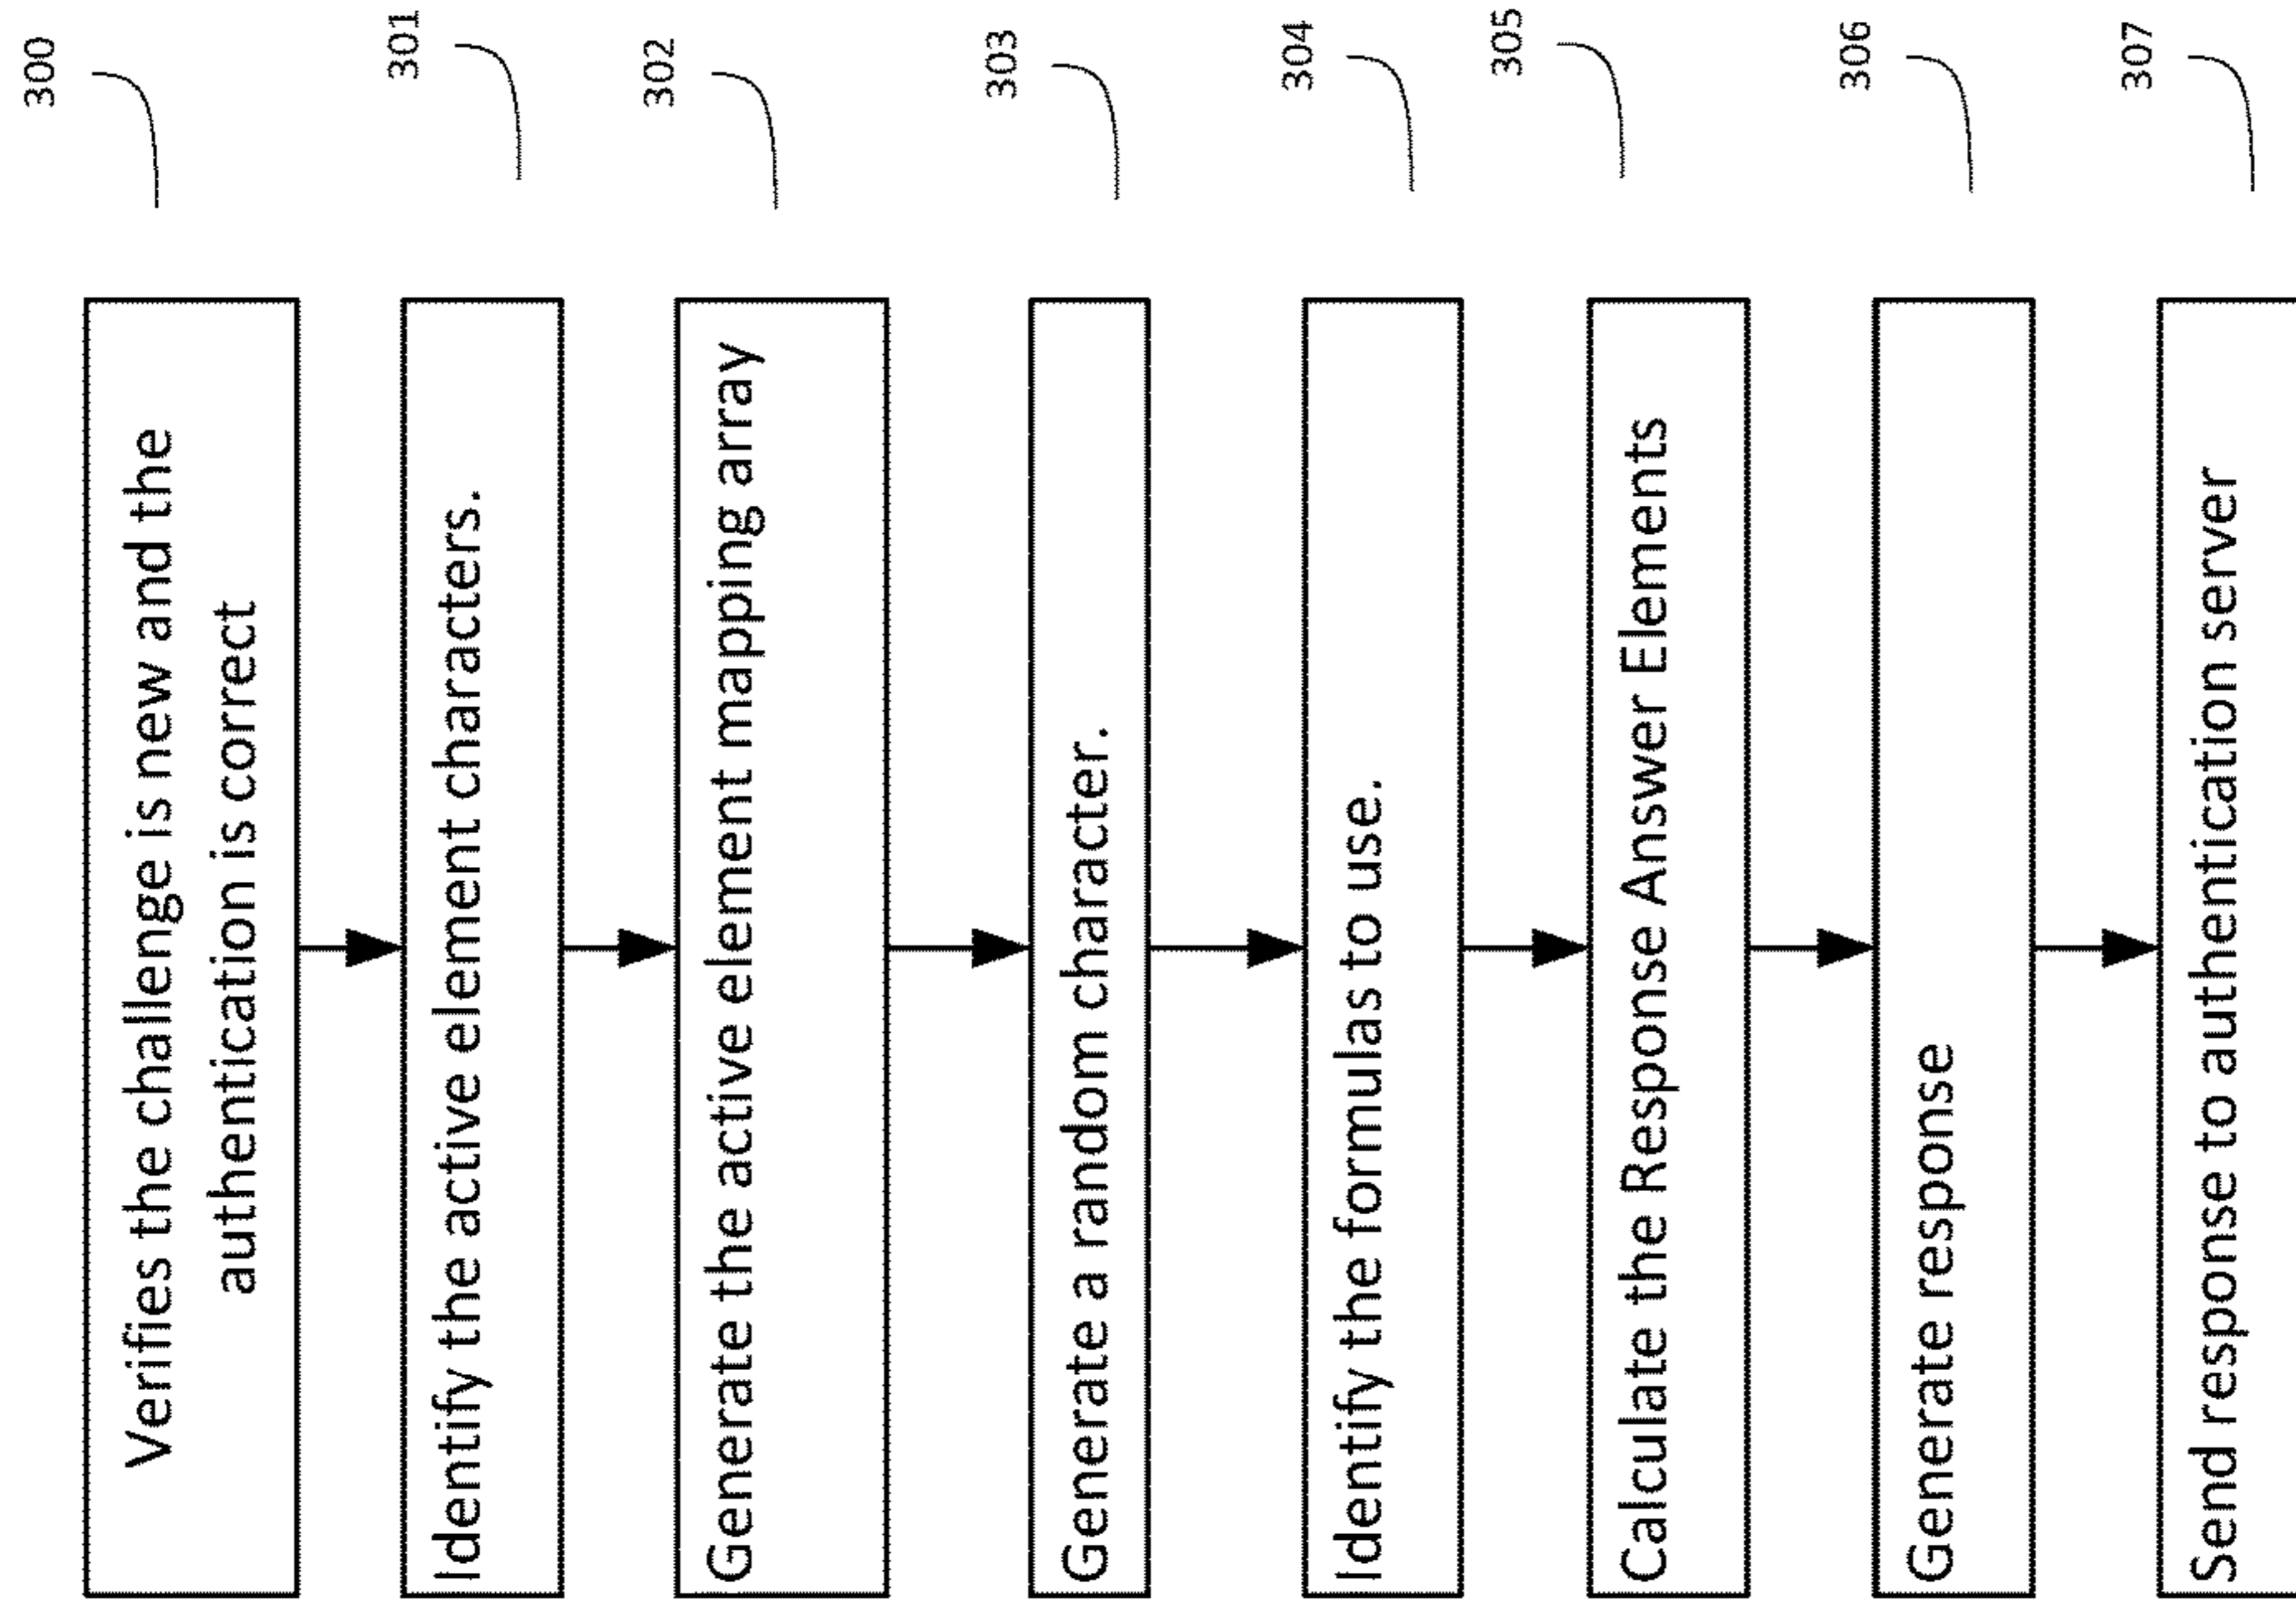 300
Verifies the challenge is new and the
authentication is correct
301
Identify the active element characters.
302
Generate the active element mapping array
303
Generate a random character.
304
Identify the formulas to use.
305
Calculate the Response Answer Elements
306
Generate response
307
Send response to authentication server